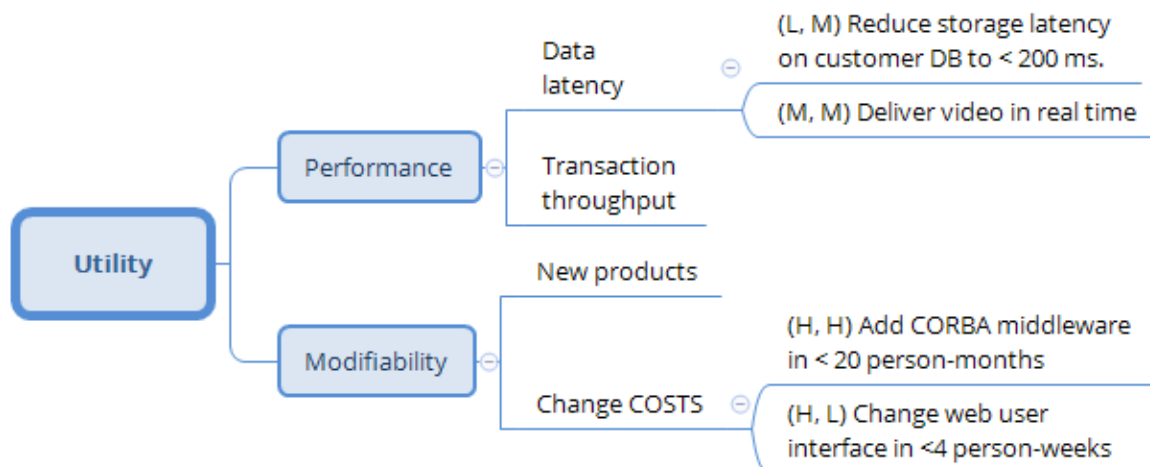 Utility
Performance
Data
latency
(L, M) Reduce storage latency
on customer DB to < 200 ms.
(M, M) Deliver video in real time
Transaction
throughput
Modifiability
New products
Change COSTS
(H, H) Add CORBA middleware
in < 20 person-months
(H, L) Change web user
interface in <4 person-weeks